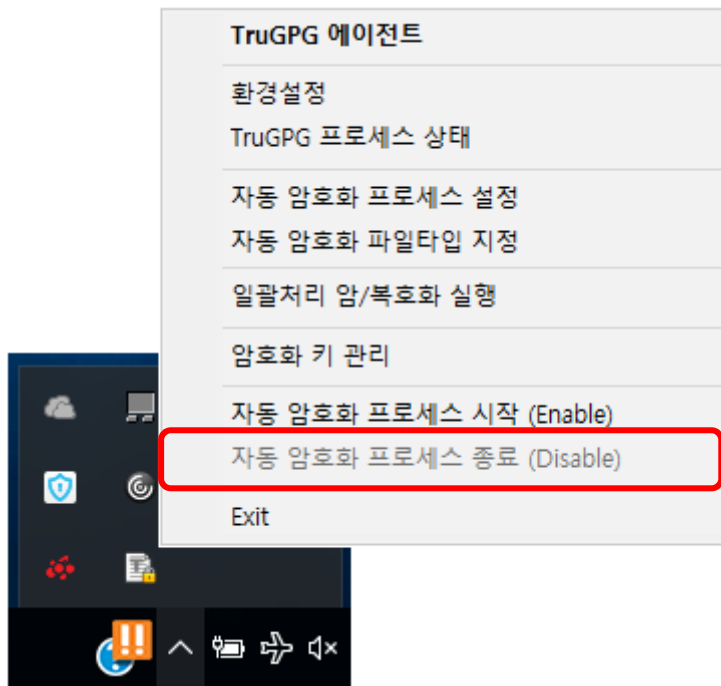 TruGPG 에이전트
환경설정
TruGPG 프로세스 상태
자동 암호화 프로세스 설정
자동 암호화 파일타입 지정
일괄처리 암/복호화 실행
암호화 키 관리
자동 암호화 프로세스 시작 (Enable)
자동 암호화 프로세스 종료 (Disable)
Exit